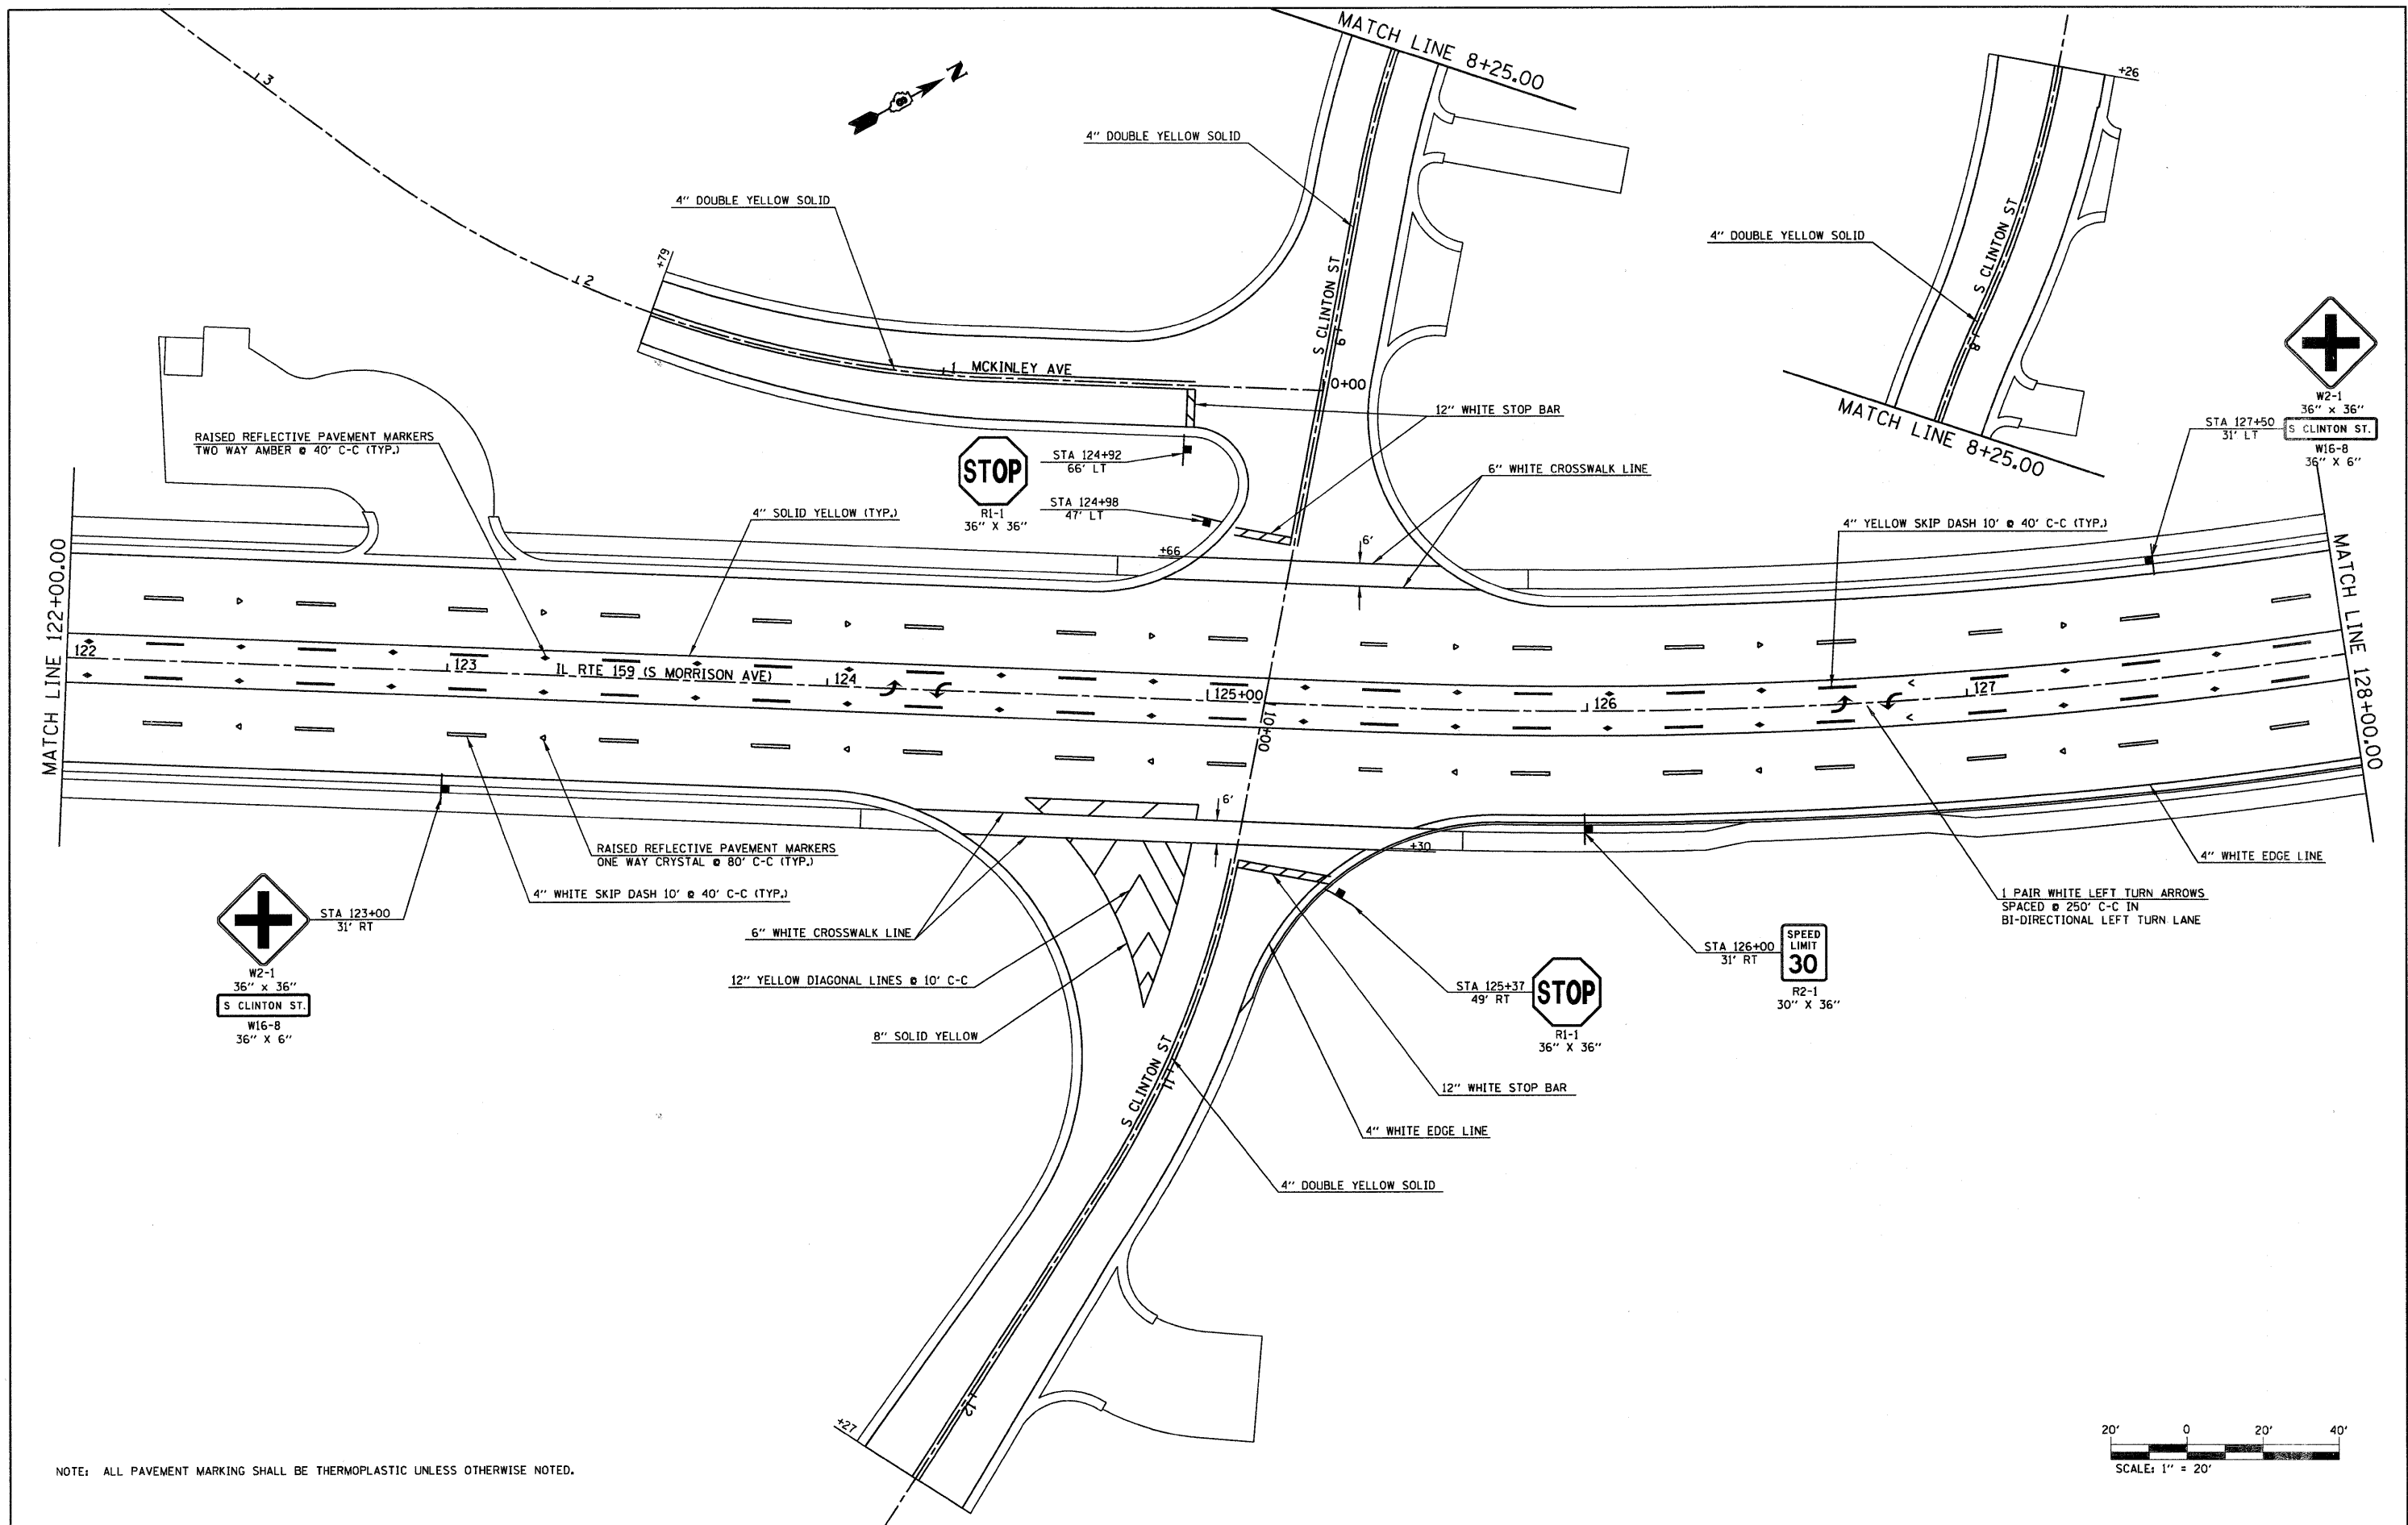 MATCH LINE 8+25.00
13
N
+26
4" DOUBLE YELLOW SOLID
4" DOUBLE YELLOW SOLID
+79
S CLINTON ST
4" DOUBLE YELLOW SOLID
12
S CLINTON ST
9
8
1 MCKINLEY AVE
0+00
MATCH LINE 8+25.00
W2-1
36" x 36"
S CLINTON ST.
W16-8
36" X 6"
STA 127+50
31' LT
12" WHITE STOP BAR
RAISED REFLECTIVE PAVEMENT MARKERS
TWO WAY AMBER @ 40' C-C (TYP.)
STOP
R1-1
36" X 36"
STA 124+92
66' LT
STA 124+98
47' LT
6" WHITE CROSSWALK LINE
4" SOLID YELLOW (TYP.)
4" YELLOW SKIP DASH 10' @ 40' C-C (TYP.)
+66
6'
MATCH LINE 122+00.00
MATCH LINE 128+00.00
122
123
IL RTE 159 (S MORRISON AVE)
124
125+00
126
127
10+00
6'
RAISED REFLECTIVE PAVEMENT MARKERS
ONE WAY CRYSTAL @ 80' C-C (TYP.)
+30
4" WHITE EDGE LINE
4" WHITE SKIP DASH 10' @ 40' C-C (TYP.)
1 PAIR WHITE LEFT TURN ARROWS
SPACED @ 250' C-C IN
BI-DIRECTIONAL LEFT TURN LANE
STA 123+00
31' RT
W2-1
36" x 36"
S CLINTON ST.
W16-8
36" X 6"
6" WHITE CROSSWALK LINE
STA 126+00
31' RT
SPEED
LIMIT
30
R2-1
30" X 36"
12" YELLOW DIAGONAL LINES @ 10' C-C
STA 125+37
49' RT
STOP
R1-1
36" X 36"
8" SOLID YELLOW
S CLINTON ST
11
12" WHITE STOP BAR
4" WHITE EDGE LINE
4" DOUBLE YELLOW SOLID
12
+27
20' 0 20' 40'
SCALE: 1" = 20'
NOTE: ALL PAVEMENT MARKING SHALL BE THERMOPLASTIC UNLESS OTHERWISE NOTED.